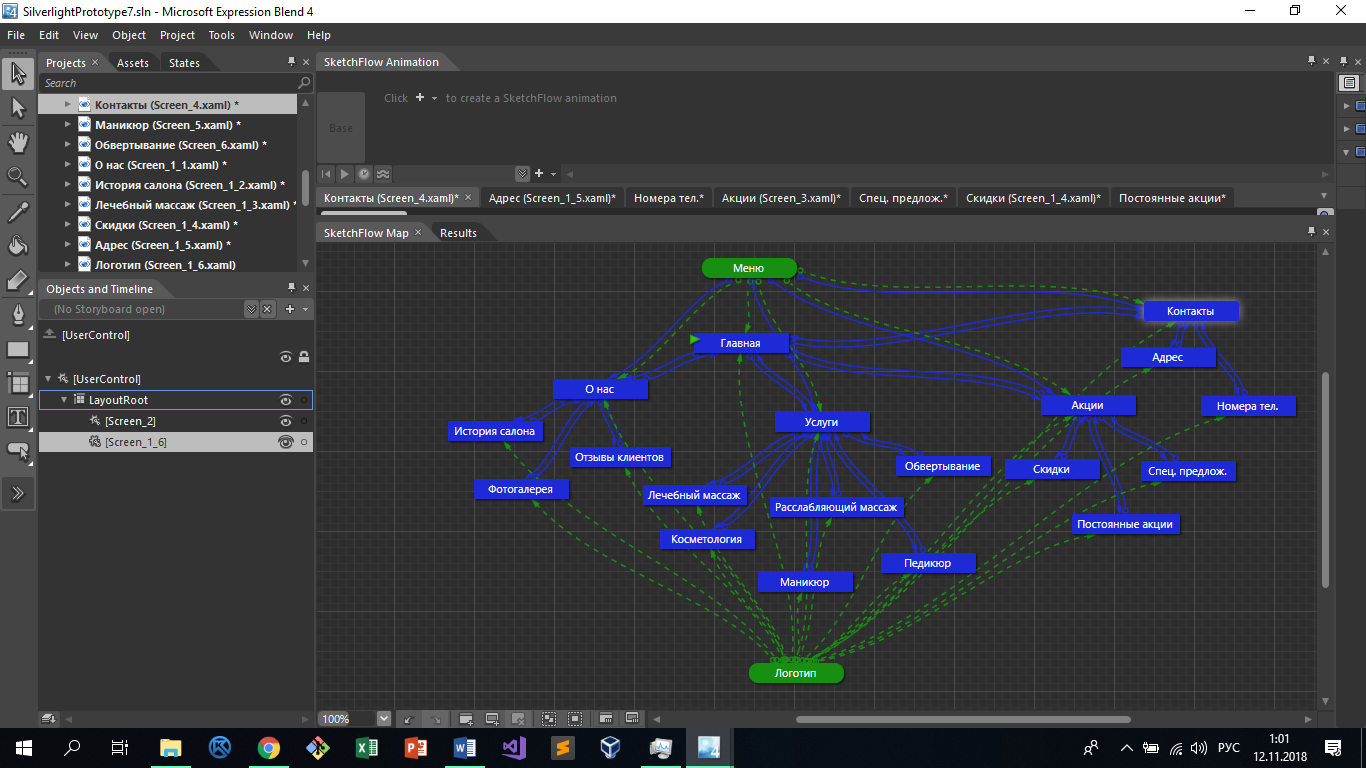 SilverlightPrototype7.sln - Microsoft Expression Blend 4
File Edit View Object Project Tools Window Help
Projects Assets States
Search
Контакты (Screen_4.xaml) *
Маникюр (Screen_5.xaml) *
Обвертывание (Screen_6.xaml) *
О нас (Screen_1_1.xaml) *
История салона (Screen_1_2.xaml) *
Лечебный массаж (Screen_1_3.xaml) *
Скидки (Screen_1_4.xaml) *
Адрес (Screen_1_5.xaml) *
Логотип (Screen_1_6.xaml)
Objects and Timeline
(No Storyboard open)
[UserControl]
[UserControl]
LayoutRoot
[Screen_2]
[Screen_1_6]
SketchFlow Animation
Base
Click + to create a SketchFlow animation
Контакты (Screen_4.xaml)* Адрес (Screen_1_5.xaml)* Номера тел.* Акции (Screen_3.xaml)* Спец. предлож.* Скидки (Screen_1_4.xaml)* Постоянные акции*
SketchFlow Map Results
Меню
Контакты
Главная
Адрес
О нас
Акции
Номера тел.
Услуги
История салона
Отзывы клиентов
Обвертывание
Скидки
Спец. предлож.
Фотогалерея
Лечебный массаж
Расслабляющий массаж
Постоянные акции
Косметология
Педикюр
Маникюр
Логотип
100%
РУС
1:01
12.11.2018